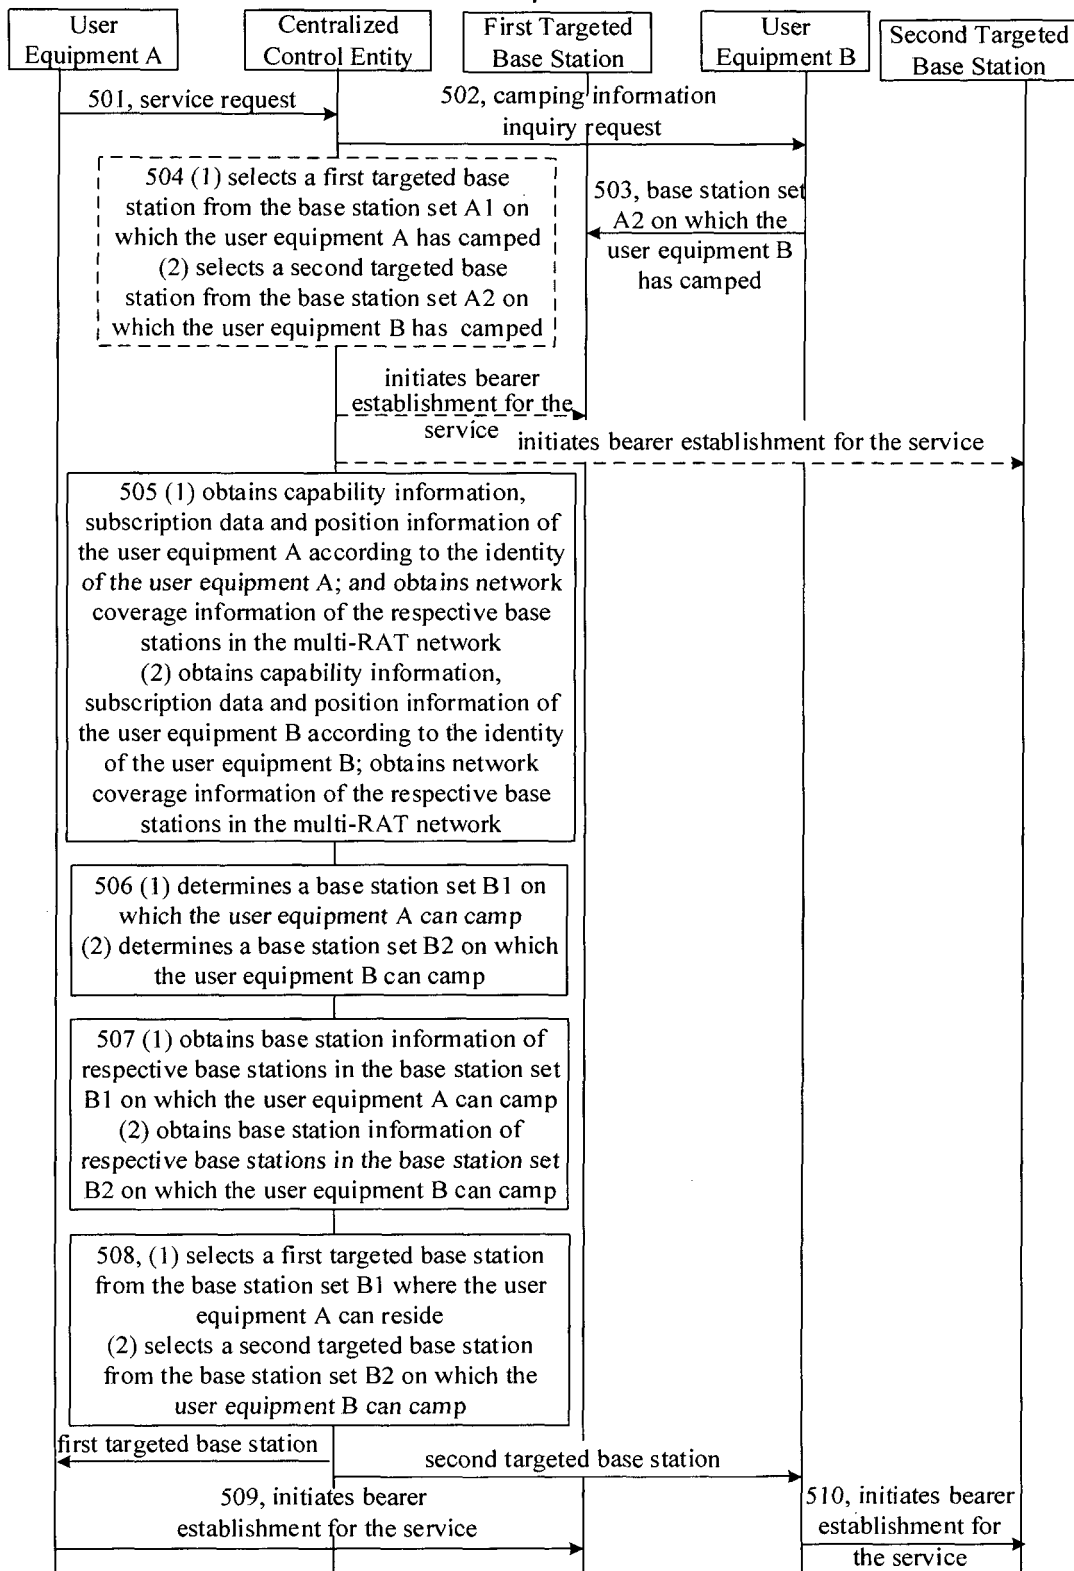 User
Equipment A
Centralized
Control Entity
First Targeted
Base Station
User
Equipment B
Second Targeted
Base Station
501, service request
502, camping information
inquiry request
503, base station set
A2 on which the
user equipment B
has camped
504 (1) selects a first targeted base
station from the base station set A1 on
which the user equipment A has camped
(2) selects a second targeted base
station from the base station set A2 on
which the user equipment B has camped
initiates bearer
establishment for the
service
initiates bearer establishment for the service
505 (1) obtains capability information,
subscription data and position information of
the user equipment A according to the identity
of the user equipment A; and obtains network
coverage information of the respective base
stations in the multi-RAT network
(2) obtains capability information,
subscription data and position information of
the user equipment B according to the identity
of the user equipment B; obtains network
coverage information of the respective base
stations in the multi-RAT network
506 (1) determines a base station set B1 on
which the user equipment A can camp
(2) determines a base station set B2 on which
the user equipment B can camp
507 (1) obtains base station information of
respective base stations in the base station set
B1 on which the user equipment A can camp
(2) obtains base station information of
respective base stations in the base station set
B2 on which the user equipment B can camp
508, (1) selects a first targeted base station
from the base station set B1 where the user
equipment A can reside
(2) selects a second targeted base station
from the base station set B2 on which the
user equipment B can camp
first targeted base station
second targeted base station
509, initiates bearer
establishment for the service
510, initiates bearer
establishment for
the service